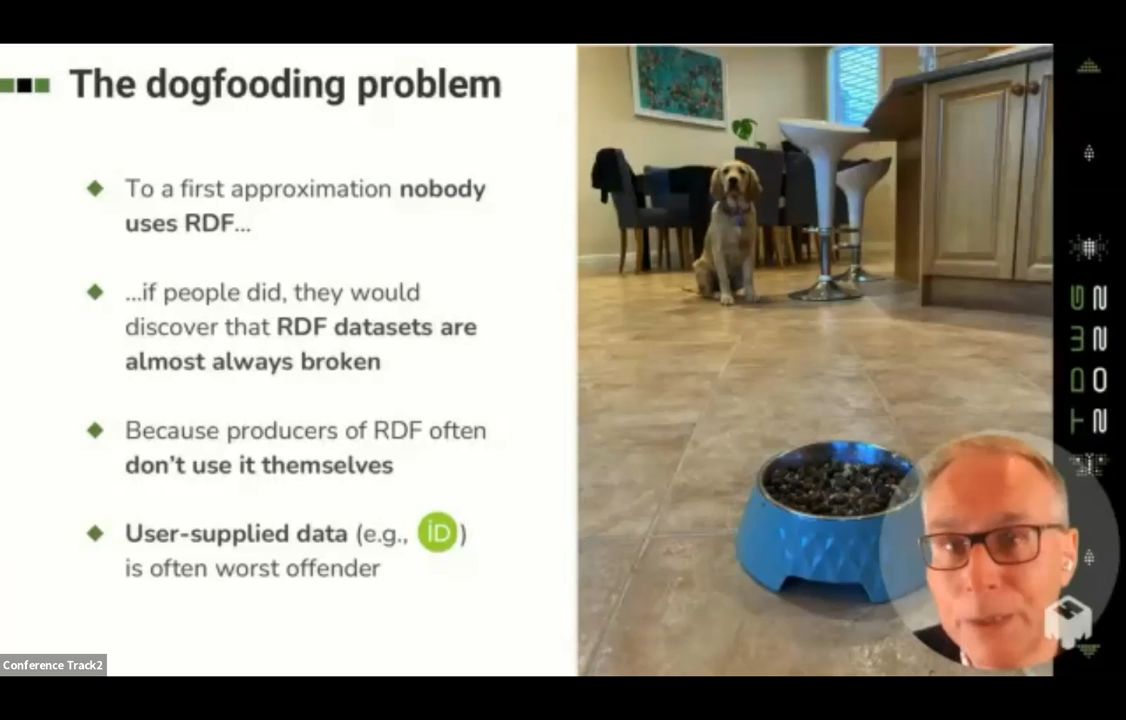 The dogfooding problem
To a first approximation nobody
uses RDF...
...if people did, they would
discover that RDF datasets are
almost always broken
Because producers of RDF often
don't use it themselves
User-supplied data (e.g., iD)
is often worst offender
TDWG
2022
Conference Track2